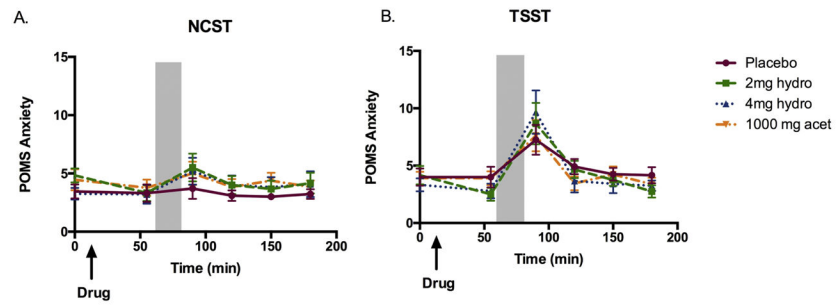 A.
NCST
15
10
5
0
POMS Anxiety
0 50 100 150 200
Time (min)
Drug
B.
TSST
15
10
5
0
POMS Anxiety
0 50 100 150 200
Time (min)
Drug
Placebo
2mg hydro
4mg hydro
1000 mg acet